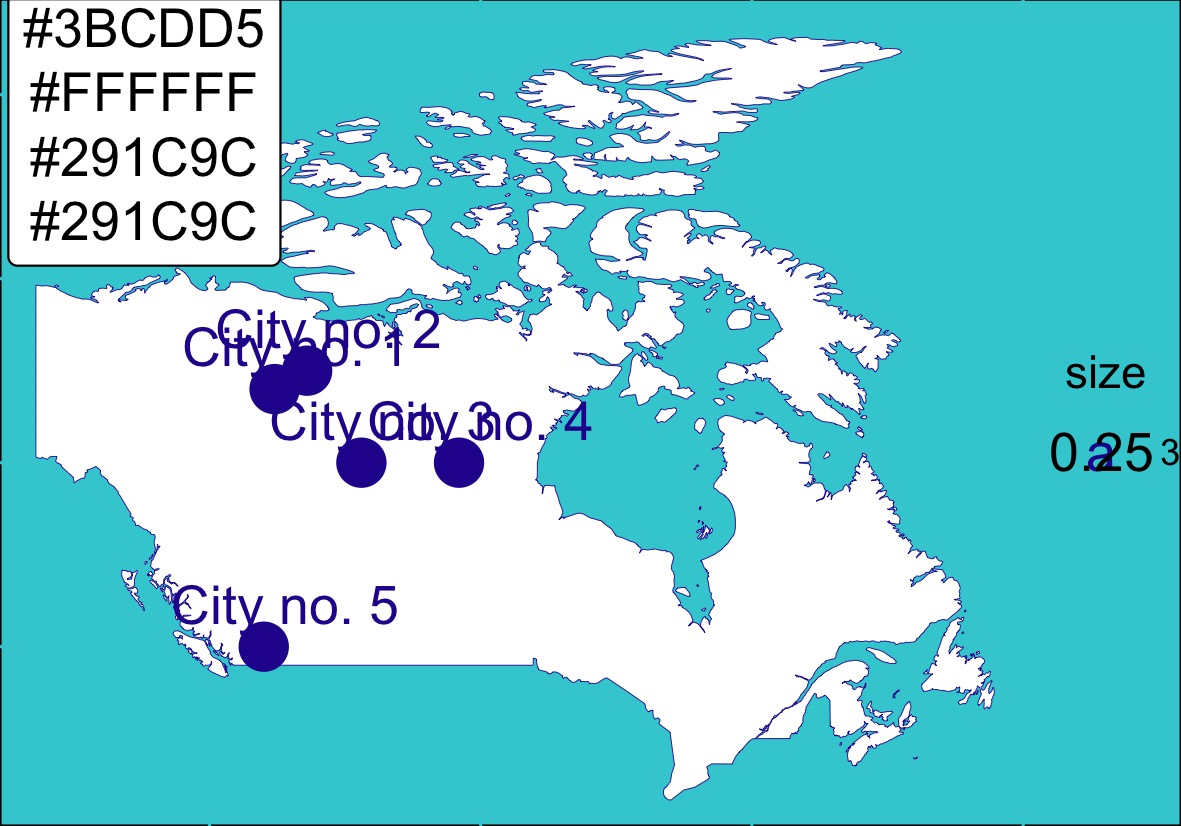 #3BCDD5
#FFFFFF
#291C9C
#291C9C
City no. 2
City no. 1
City no. 3
City no. 4
City no. 5
size
0.25
a
3